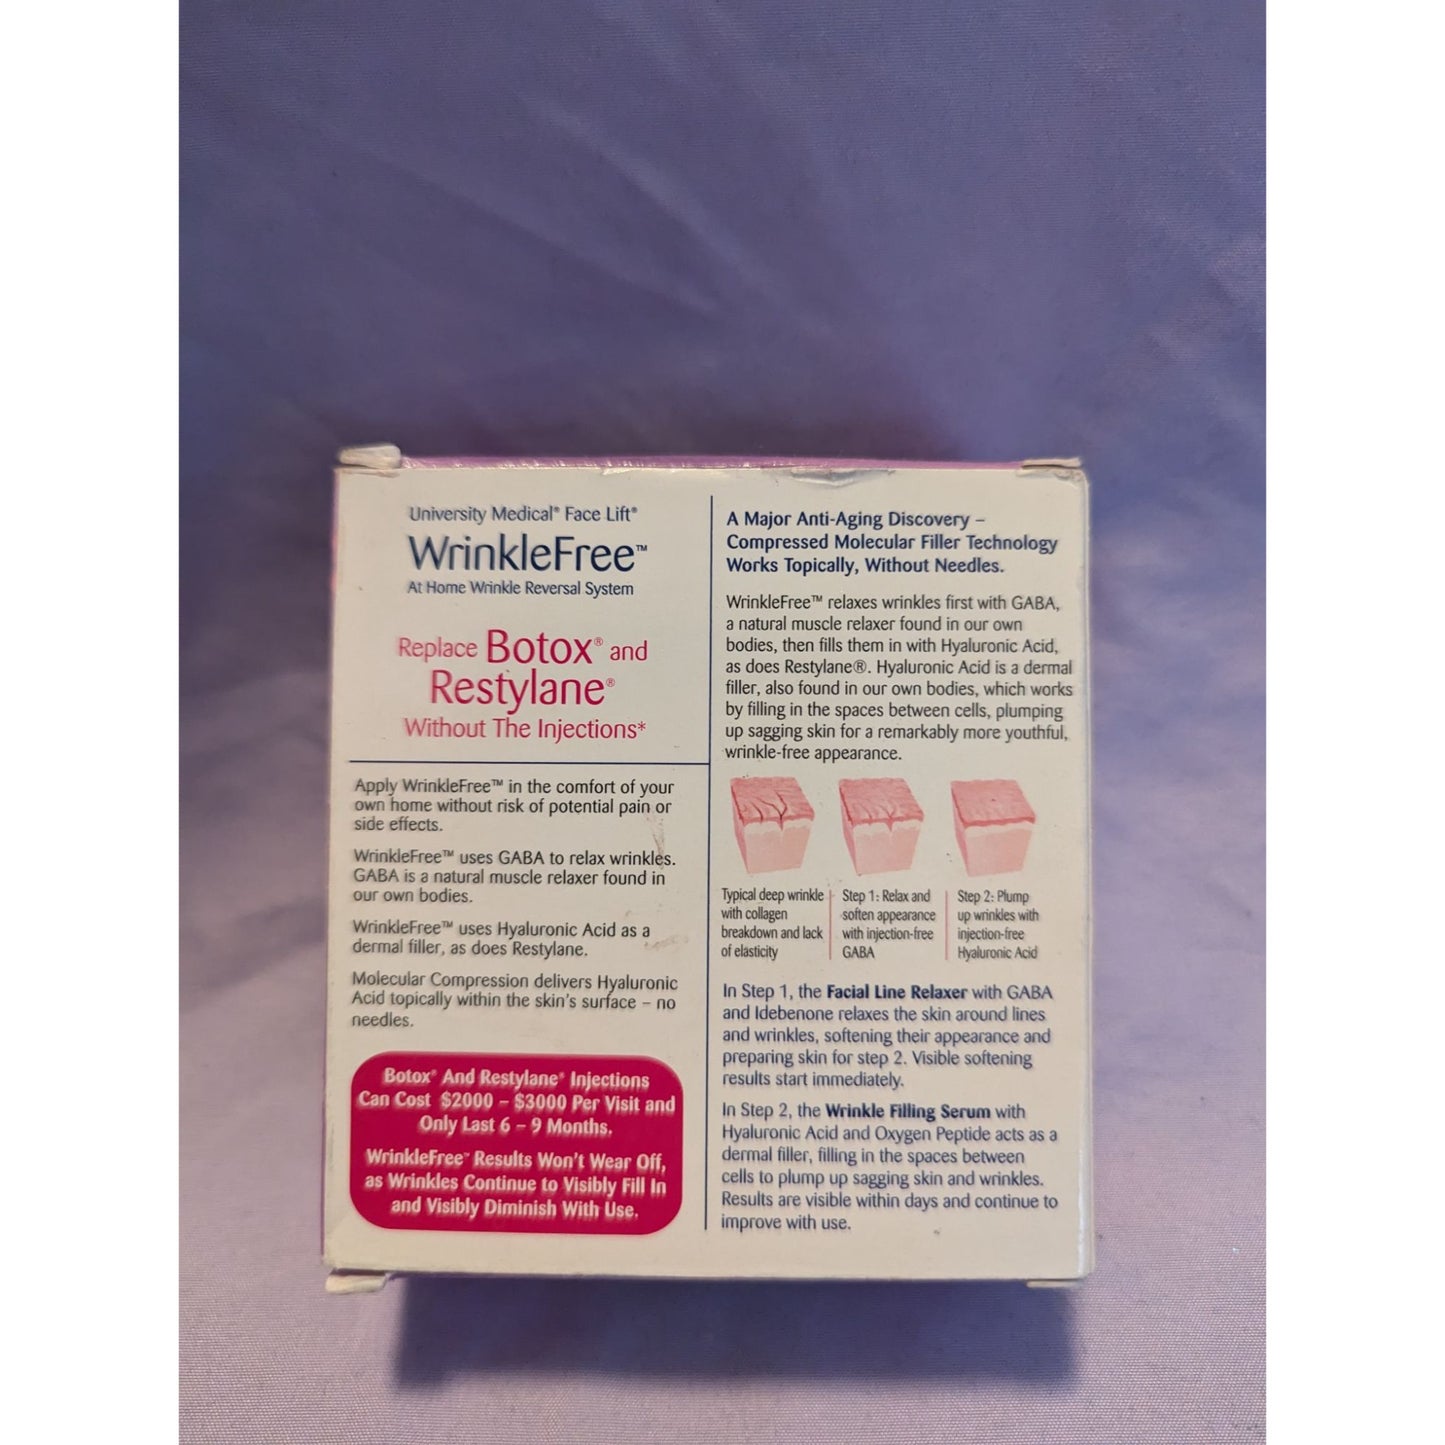 University Medical® Face Lift®
WrinkleFree™
At Home Wrinkle Reversal System
Replace Botox® and
Restylane®
Without The Injections*
Apply WrinkleFree™ in the comfort of your
own home without risk of potential pain or
side effects.
WrinkleFree™ uses GABA to relax wrinkles.
GABA is a natural muscle relaxer found in
our own bodies.
WrinkleFree™ uses Hyaluronic Acid as a
dermal filler, as does Restylane.
Molecular Compression delivers Hyaluronic
Acid topically within the skin's surface – no
needles.
Botox® And Restylane® Injections
Can Cost $2000 – $3000 Per Visit and
Only Last 6 – 9 Months.
WrinkleFree™ Results Won't Wear Off,
as Wrinkles Continue to Visibly Fill In
and Visibly Diminish With Use.
A Major Anti-Aging Discovery –
Compressed Molecular Filler Technology
Works Topically, Without Needles.
WrinkleFree™ relaxes wrinkles first with GABA,
a natural muscle relaxer found in our own
bodies, then fills them in with Hyaluronic Acid,
as does Restylane®. Hyaluronic Acid is a dermal
filler, also found in our own bodies, which works
by filling in the spaces between cells, plumping
up sagging skin for a remarkably more youthful,
wrinkle-free appearance.
Typical deep wrinkle
with collagen
breakdown and lack
of elasticity
Step 1: Relax and
soften appearance
with injection-free
GABA
Step 2: Plump
up wrinkles with
injection-free
Hyaluronic Acid
In Step 1, the Facial Line Relaxer with GABA
and Idebenone relaxes the skin around lines
and wrinkles, softening their appearance and
preparing skin for step 2. Visible softening
results start immediately.
In Step 2, the Wrinkle Filling Serum with
Hyaluronic Acid and Oxygen Peptide acts as a
dermal filler, filling in the spaces between
cells to plump up sagging skin and wrinkles.
Results are visible within days and continue to
improve with use.